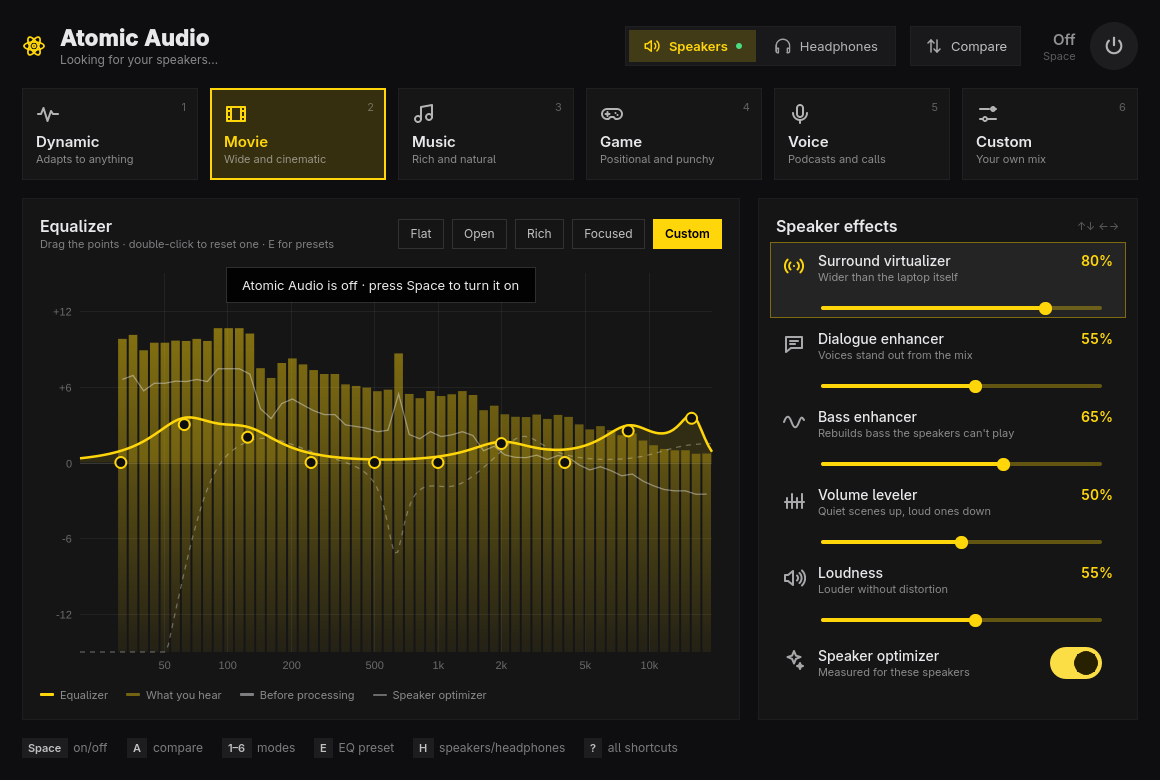 Atomic Audio
Looking for your speakers...
Speakers
Headphones
Compare
Off
Space
1
Dynamic
Adapts to anything
2
Movie
Wide and cinematic
3
Music
Rich and natural
4
Game
Positional and punchy
5
Voice
Podcasts and calls
6
Custom
Your own mix
Equalizer
Drag the points · double-click to reset one · E for presets
Flat
Open
Rich
Focused
Custom
Atomic Audio is off · press Space to turn it on
+12
+6
0
-6
-12
50
100
200
500
1k
2k
5k
10k
Equalizer
What you hear
Before processing
Speaker optimizer
Speaker effects
↑↓ ←→
Surround virtualizer
80%
Wider than the laptop itself
Dialogue enhancer
55%
Voices stand out from the mix
Bass enhancer
65%
Rebuilds bass the speakers can't play
Volume leveler
50%
Quiet scenes up, loud ones down
Loudness
55%
Louder without distortion
Speaker optimizer
Measured for these speakers
Space on/off
A compare
1–6 modes
E EQ preset
H speakers/headphones
? all shortcuts